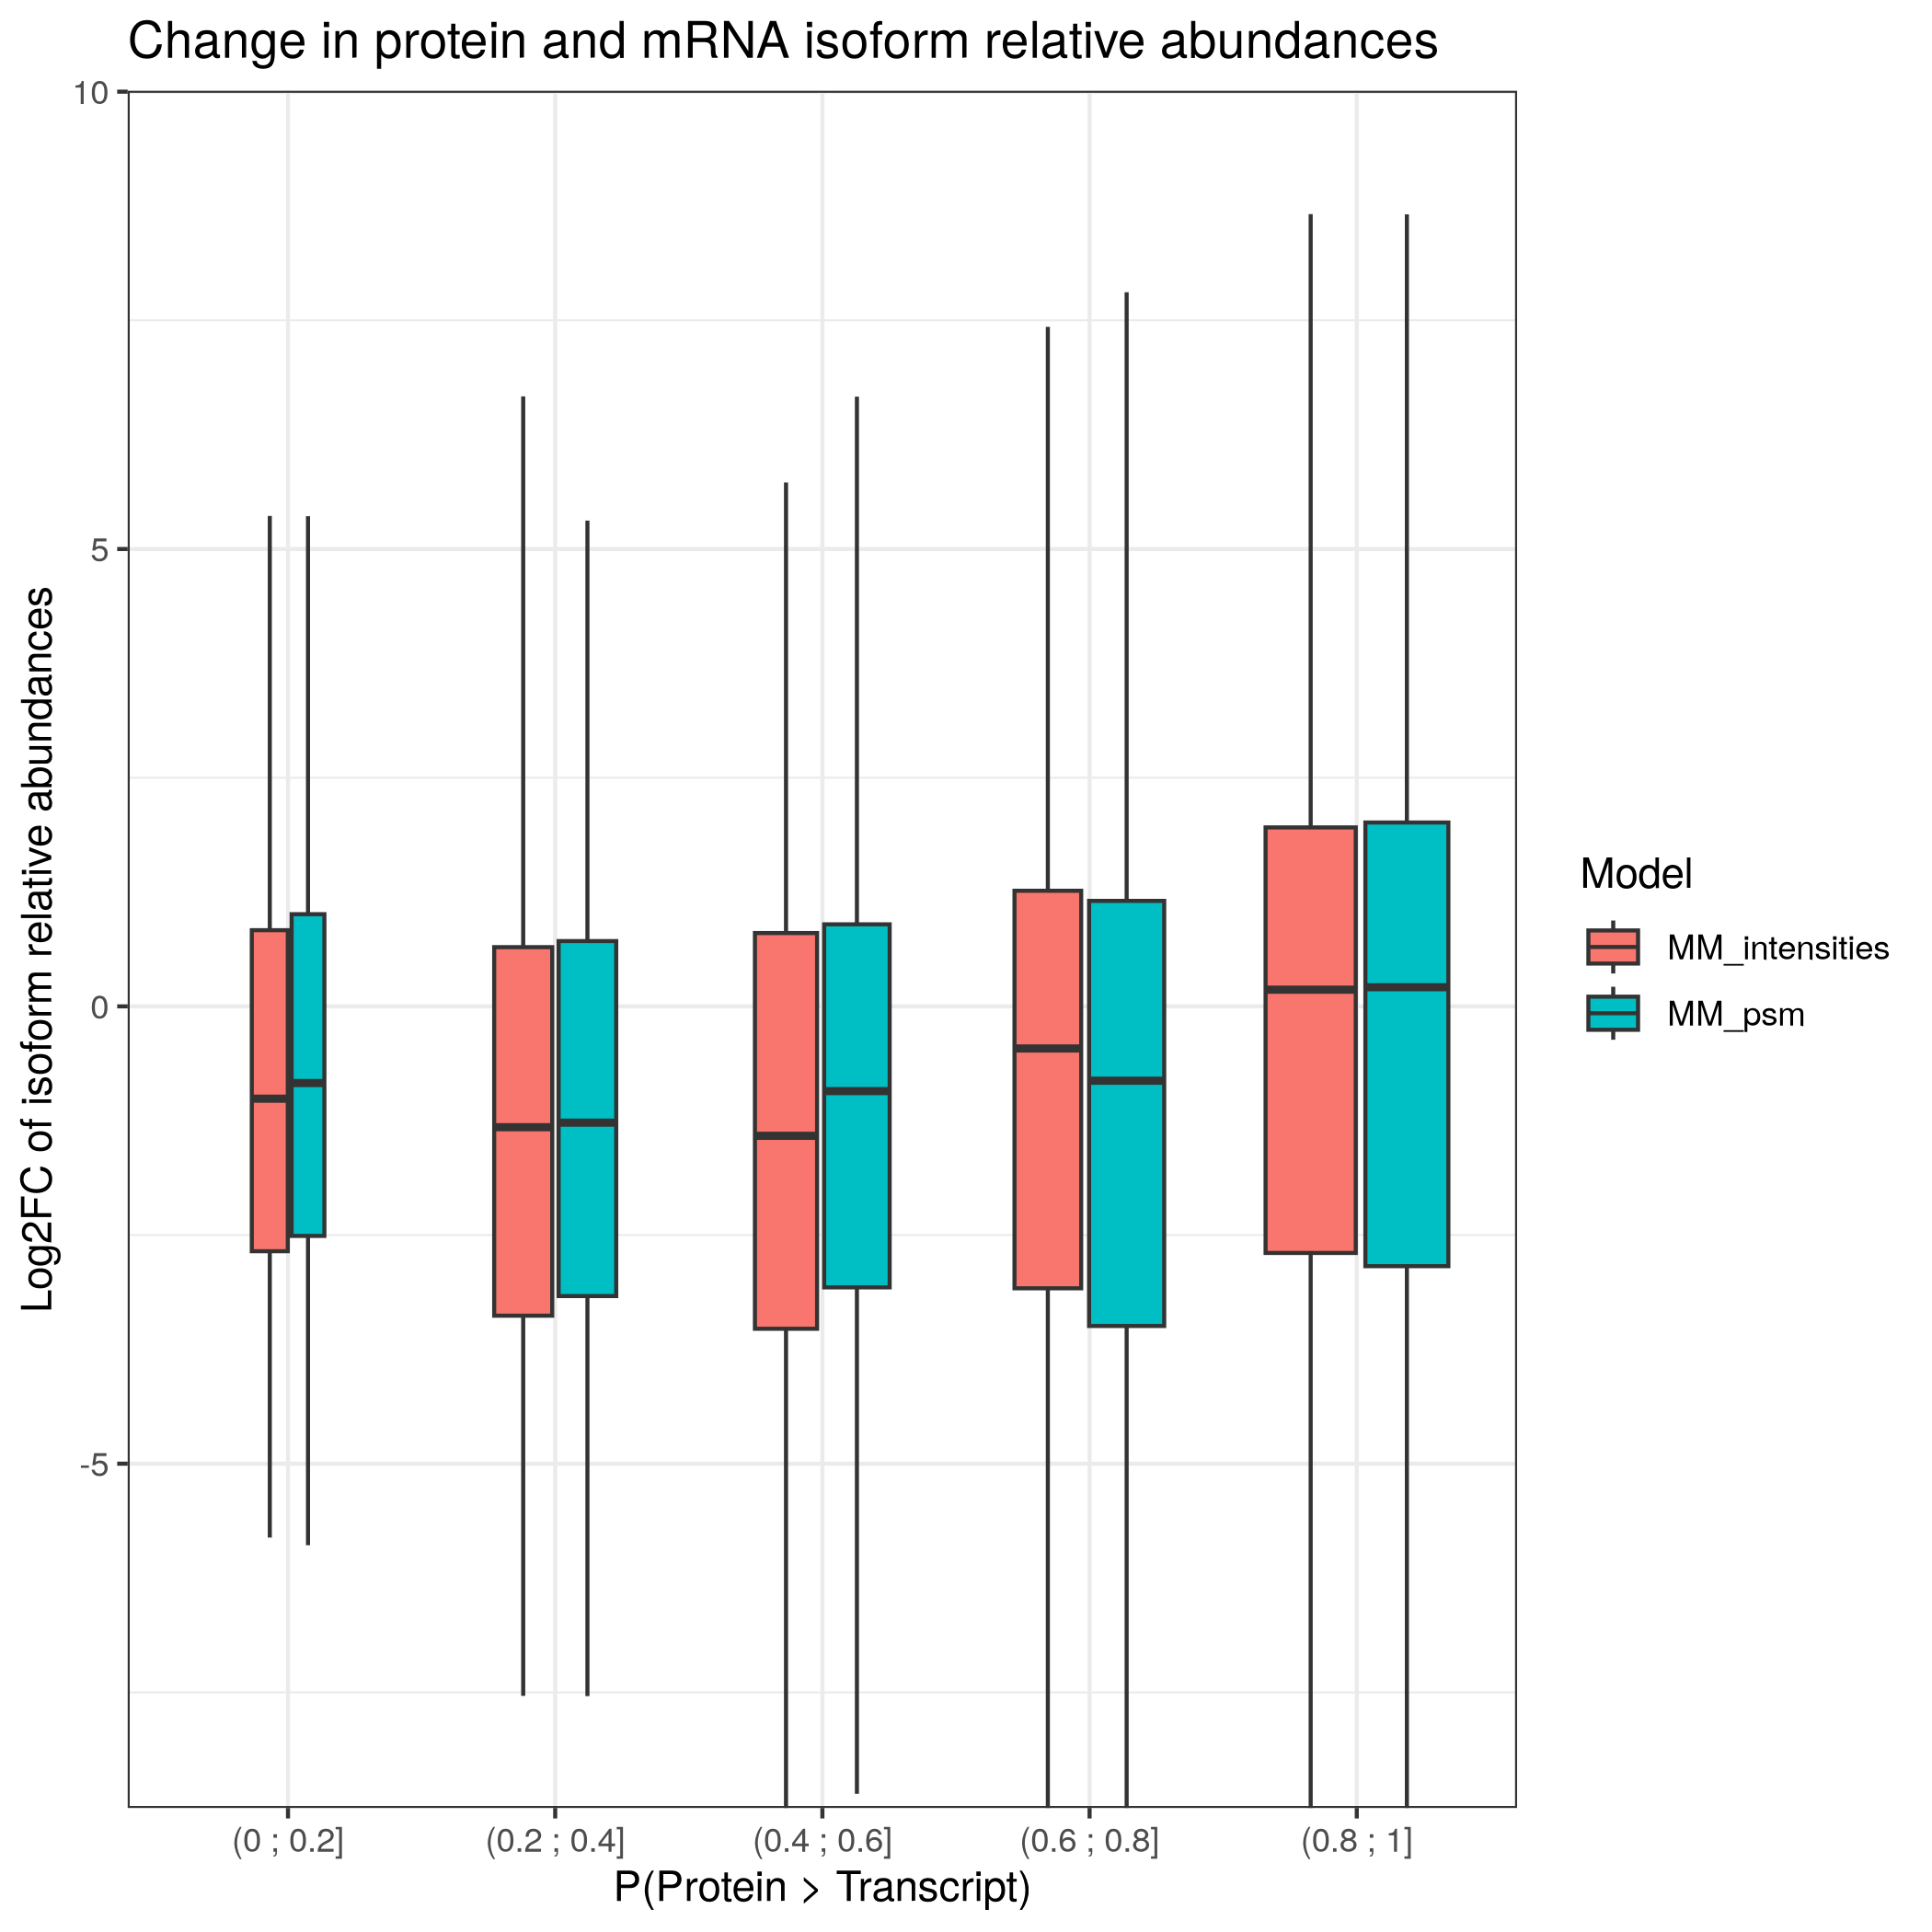 Change in protein and mRNA isoform relative abundances
Log2FC of isoform relative abundances
10
5
0
-5
(0 ; 0.2]
(0.2 ; 0.4]
(0.4 ; 0.6]
(0.6 ; 0.8]
(0.8 ; 1]
P(Protein > Transcript)
Model
MM_intensities
MM_psm